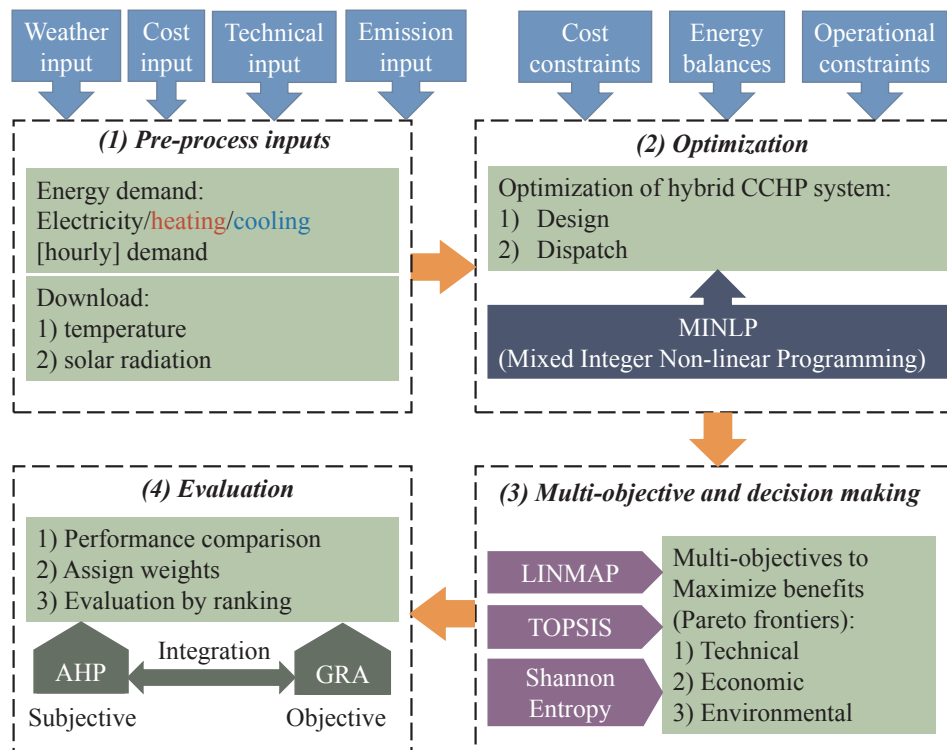 Weather
input
Cost
input
Technical
input
Emission
input
Cost
constraints
Energy
balances
Operational
constraints
(1) Pre-process inputs
Energy demand:
Electricity/heating/cooling
[hourly] demand
Download:
1) temperature
2) solar radiation
(2) Optimization
Optimization of hybrid CCHP system:
1) Design
2) Dispatch
MINLP
(Mixed Integer Non-linear Programming)
(3) Multi-objective and decision making
LINMAP
TOPSIS
Shannon
Entropy
Multi-objectives to
Maximize benefits
(Pareto frontiers):
1) Technical
2) Economic
3) Environmental
(4) Evaluation
1) Performance comparison
2) Assign weights
3) Evaluation by ranking
AHP
Integration
GRA
Subjective
Objective